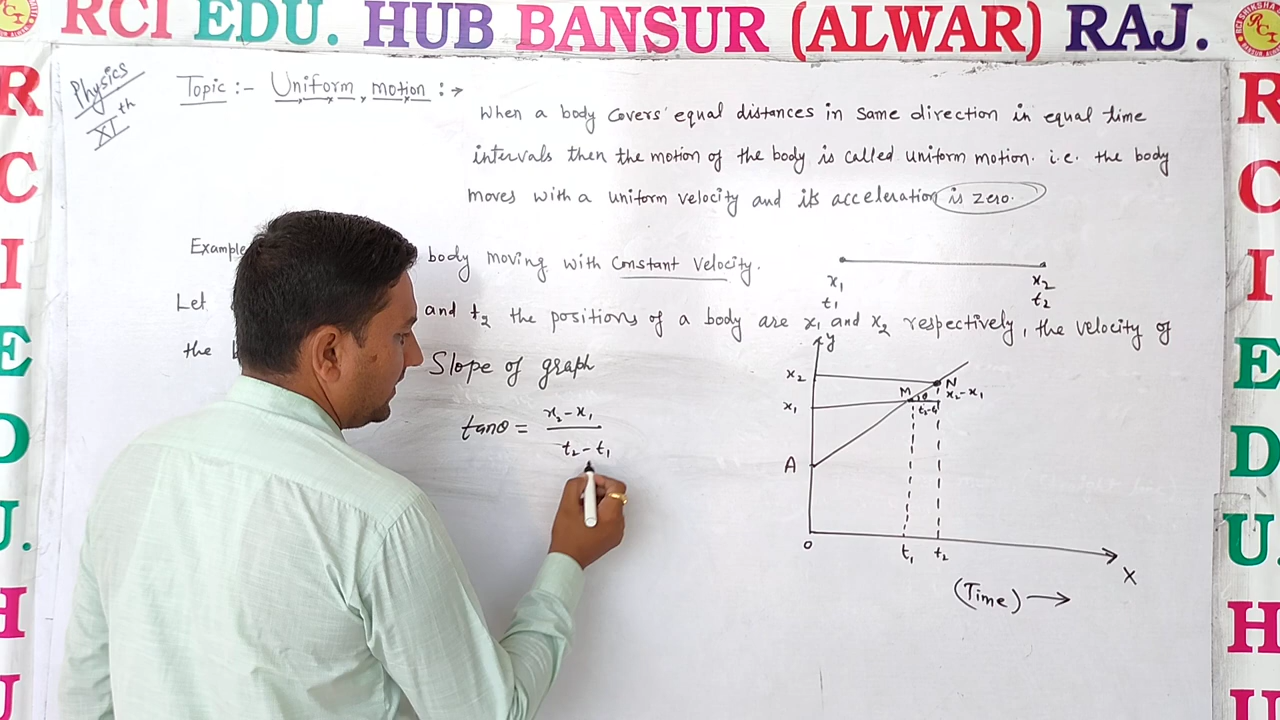 RCI EDU. HUB BANSUR (ALWAR) RAJ.
R
C
I
E
D
U.
H
U
R
C
I
E
D
U.
H
U
Physics
XIth
Topic :- Uniform motion :→
When a body covers equal distances in same direction in equal time
intervals then the motion of the body is called uniform motion. i.e. the body
moves with a uniform velocity and its acceleration is zero.
Example body moving with constant velocity.
x₁ x₂
t₁ t₂
Let and t₂ the positions of a body are x₁ and x₂ respectively, the velocity of
the
Slope of graph
tanθ = x₂-x₁
t₂-t₁
y
x₂ N
x₁ M θ x₂-x₁
A
O t₁ t₂
X
(Time) →